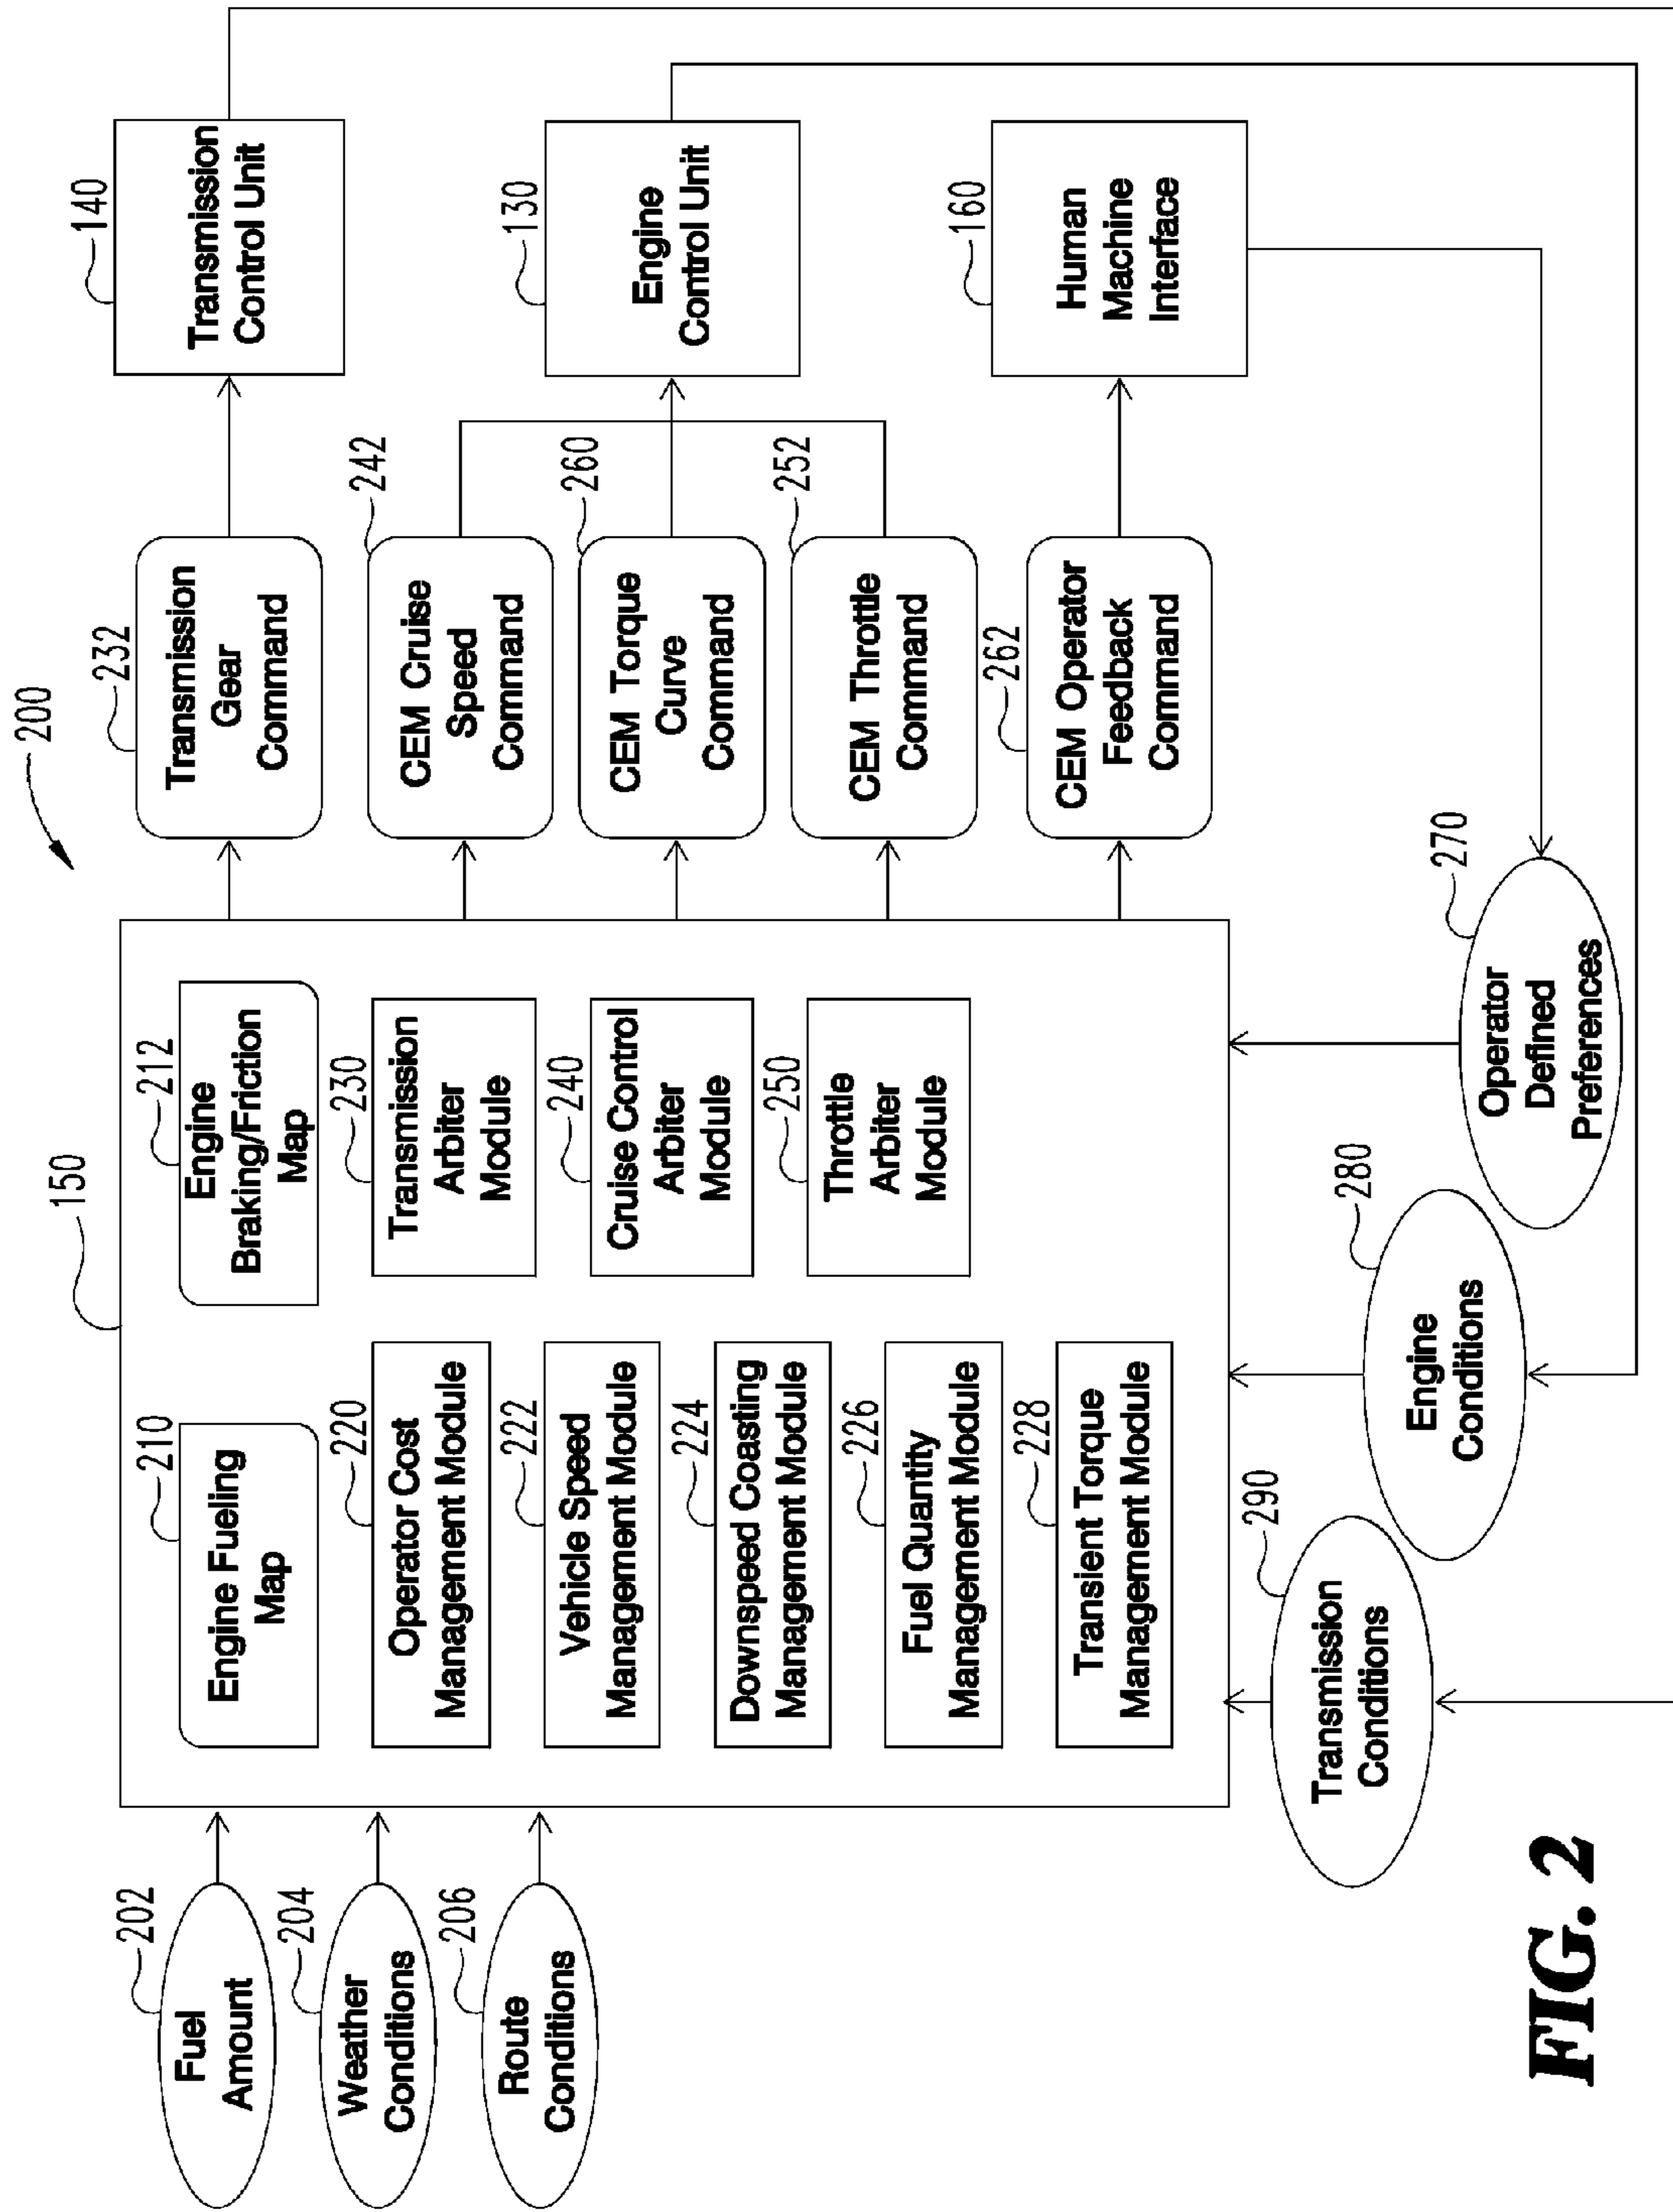 200
202
Fuel
Amount
204
Weather
Conditions
206
Route
Conditions
150
210
Engine Fueling
Map
212
Engine
Braking/Friction
Map
220
Operator Cost
Management Module
222
Vehicle Speed
Management Module
224
Downspeed Coasting
Management Module
226
Fuel Quantity
Management Module
228
Transient Torque
Management Module
230
Transmission
Arbiter
Module
240
Cruise Control
Arbiter
Module
250
Throttle
Arbiter
Module
232
Transmission
Gear
Command
242
CEM Cruise
Speed
Command
260
CEM Torque
Curve
Command
252
CEM Throttle
Command
262
CEM Operator
Feedback
Command
140
Transmission
Control Unit
130
Engine
Control Unit
160
Human
Machine
Interface
290
Transmission
Conditions
280
Engine
Conditions
270
Operator
Defined
Preferences
FIG. 2